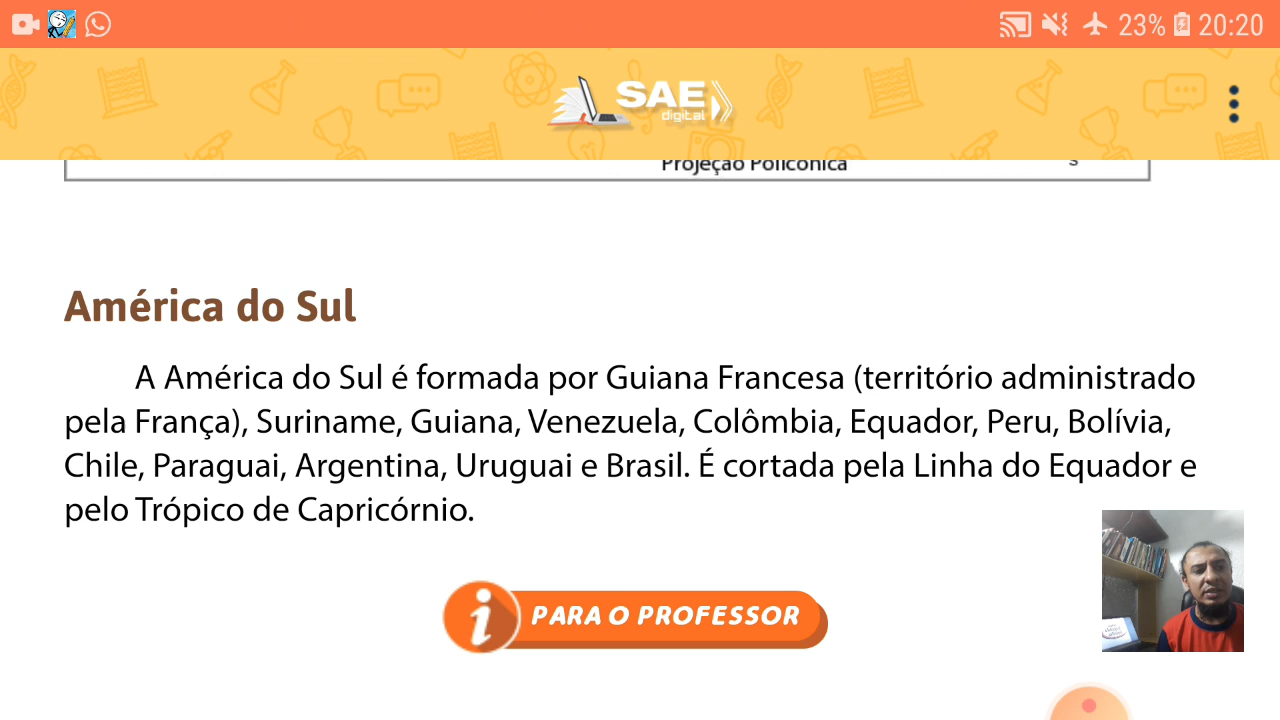 23% 20:20
SAE
digital
Projeção Policônica
S
América do Sul
A América do Sul é formada por Guiana Francesa (território administrado
pela França), Suriname, Guiana, Venezuela, Colômbia, Equador, Peru, Bolívia,
Chile, Paraguai, Argentina, Uruguai e Brasil. É cortada pela Linha do Equador e
pelo Trópico de Capricórnio.
i PARA O PROFESSOR